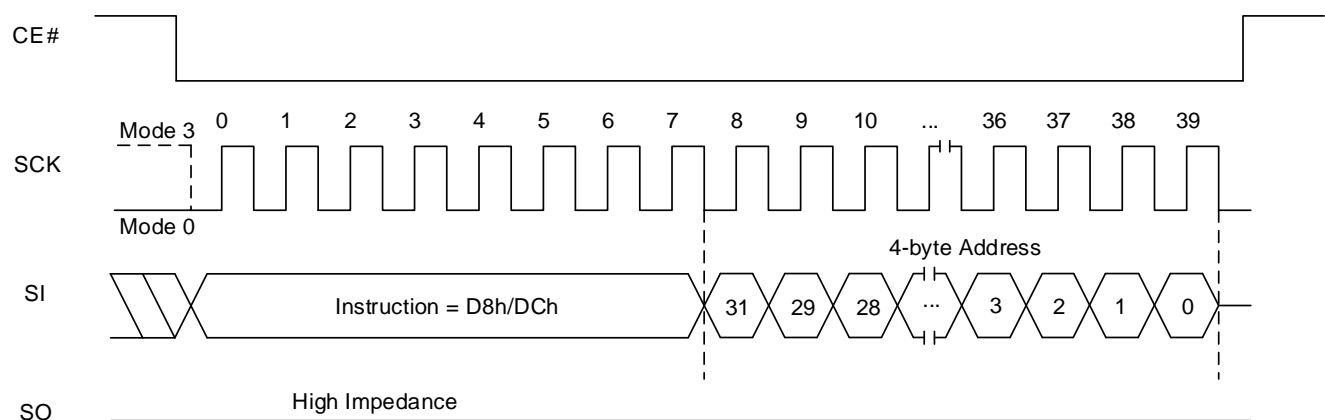 CE#
Mode 3 0 1 2 3 4 5 6 7 8 9 10 ... 36 37 38 39
SCK
Mode 0
4-byte Address
SI Instruction = D8h/DCh 31 29 28 ... 3 2 1 0
High Impedance
SO